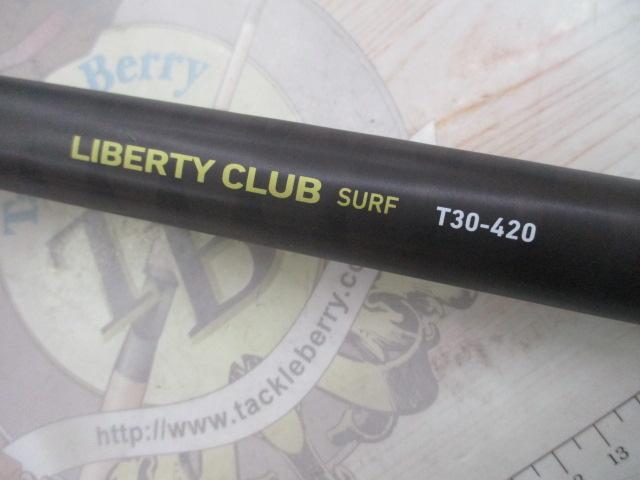 Berry
LIBERTY CLUB SURF T30-420
TB
http://www.tackleberry.co
13